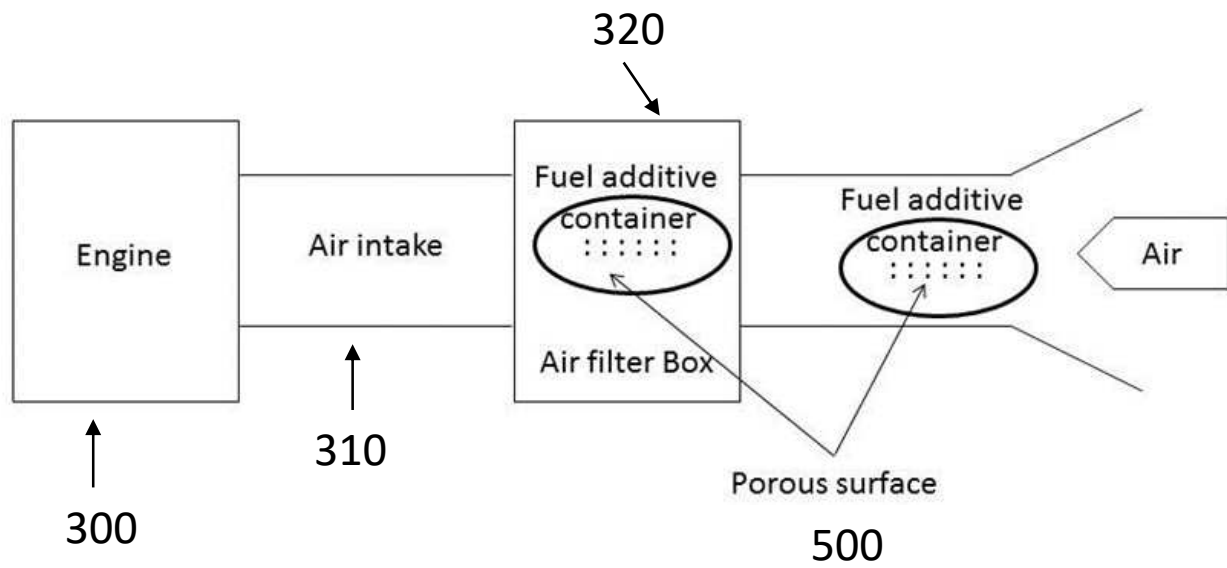 320
Fuel additive
container
: : : : : :
Fuel additive
container
: : : : : :
Engine
Air intake
Air
Air filter Box
310
Porous surface
300
500